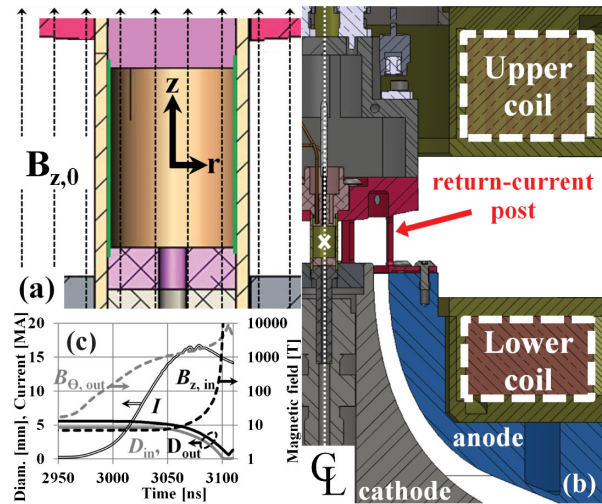 z
r
B_{z,0}
(a)
Upper
coil
return-current
post
x
Lower
coil
anode
cathode
C_L
(b)
Diam. [mm], Current [MA]
20
15
10
5
0
(c)
B_{Θ, out}
I
B_{z, in}
D_{in}, D_{out}
10000
1000
100
10
1
Magnetic field [T]
2950
3000
3050
3100
Time [ns]